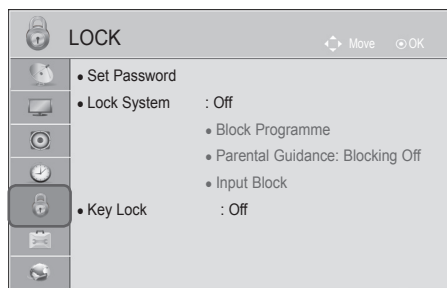 LOCK
Move OK
• Set Password
• Lock System : Off
• Block Programme
• Parental Guidance: Blocking Off
• Input Block
• Key Lock : Off